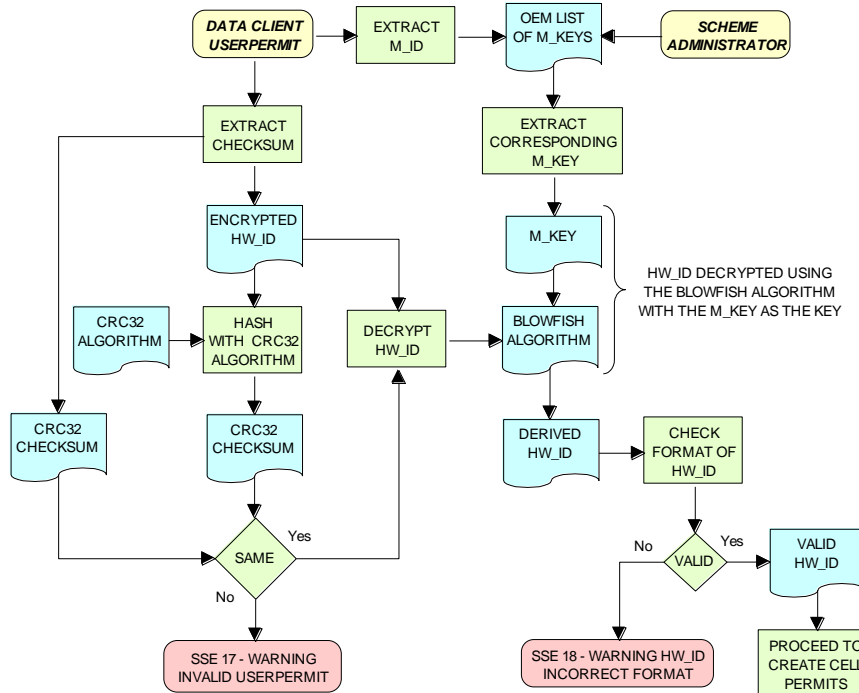 DATA CLIENT
USERPERMIT
EXTRACT
M_ID
OEM LIST
OF M_KEYS
SCHEME
ADMINISTRATOR
EXTRACT
CHECKSUM
EXTRACT
CORRESPONDING
M_KEY
ENCRYPTED
HW_ID
M_KEY
HW_ID DECRYPTED USING
THE BLOWFISH ALGORITHM
WITH THE M_KEY AS THE KEY
CRC32
ALGORITHM
HASH
WITH CRC32
ALGORITHM
DECRYPT
HW_ID
BLOWFISH
ALGORITHM
CRC32
CHECKSUM
CRC32
CHECKSUM
DERIVED
HW_ID
CHECK
FORMAT OF
HW_ID
SAME
Yes
No
VALID
No
Yes
VALID
HW_ID
SSE 17 - WARNING
INVALID USERPERMIT
SSE 18 - WARNING HW_ID
INCORRECT FORMAT
PROCEED TO
CREATE CELL
PERMITS